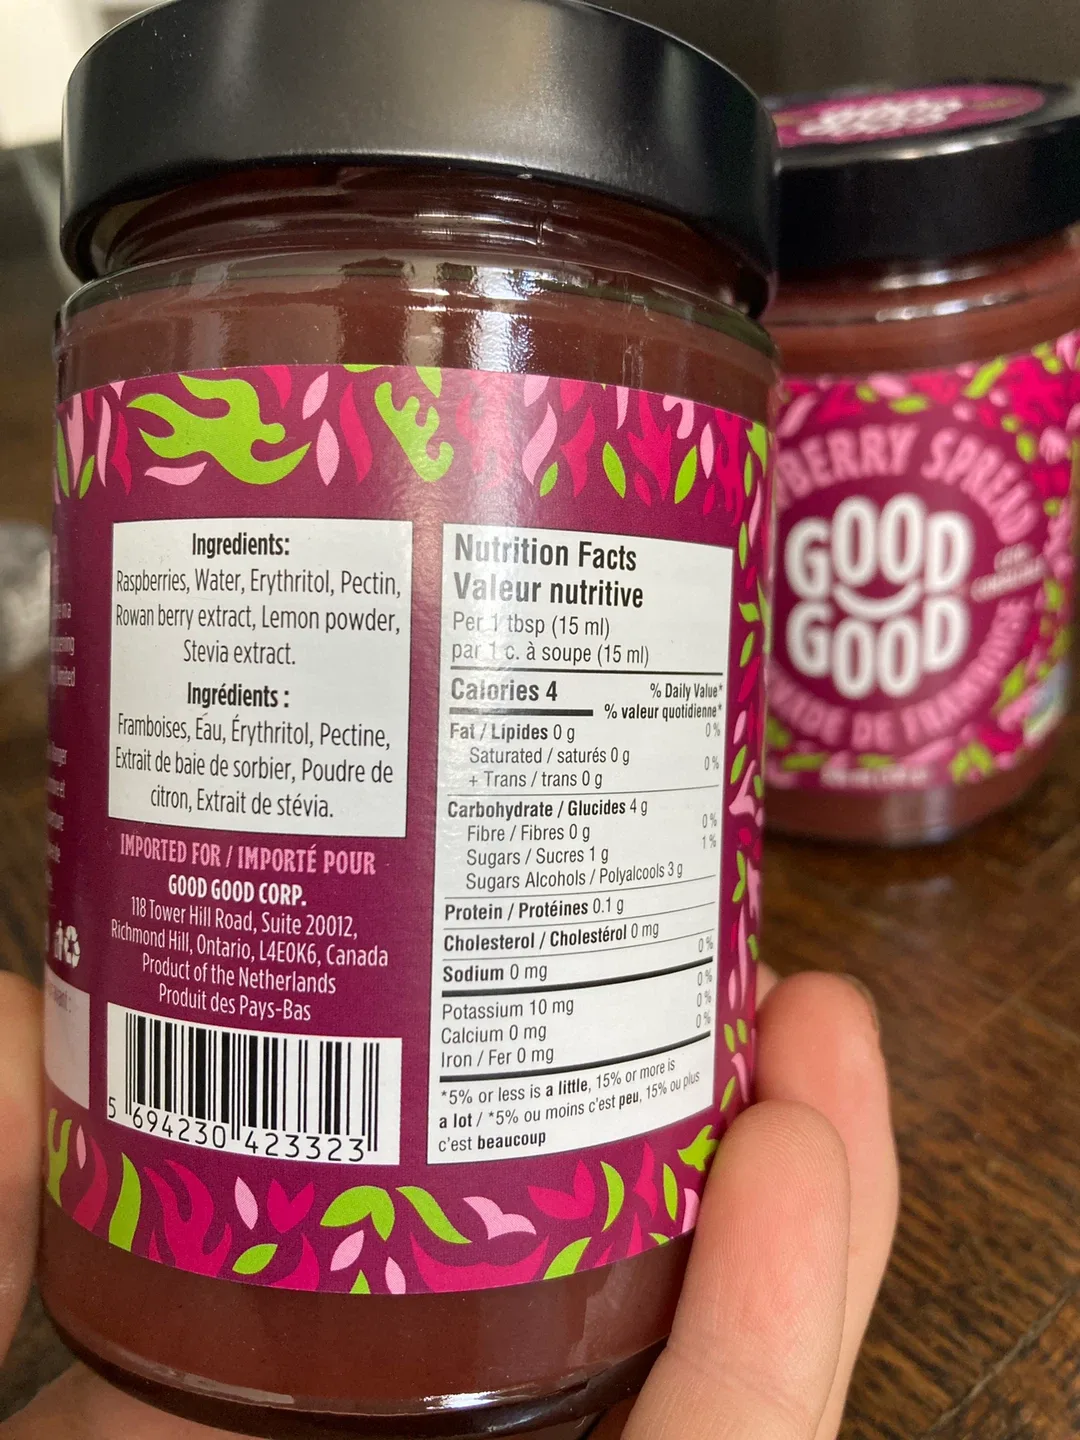 Ingredients:
Raspberries, Water, Erythritol, Pectin,
Rowan berry extract, Lemon powder,
Stevia extract.
Ingrédients :
Framboises, Eau, Érythritol, Pectine,
Extrait de baie de sorbier, Poudre de
citron, Extrait de stévia.
IMPORTED FOR / IMPORTÉ POUR
GOOD GOOD CORP.
118 Tower Hill Road, Suite 20012,
Richmond Hill, Ontario, L4E0K6, Canada
Product of the Netherlands
Produit des Pays-Bas
5 694230 423323
Nutrition Facts
Valeur nutritive
Per 1 tbsp (15 ml)
par 1 c. à soupe (15 ml)
Calories 4
% Daily Value*
% valeur quotidienne*
Fat / Lipides 0 g 0%
Saturated / saturés 0 g
+ Trans / trans 0 g 0%
Carbohydrate / Glucides 4 g
Fibre / Fibres 0 g 0%
Sugars / Sucres 1 g 1%
Sugars Alcohols / Polyalcools 3 g
Protein / Protéines 0.1 g
Cholesterol / Cholestérol 0 mg
Sodium 0 mg 0%
Potassium 10 mg 0%
Calcium 0 mg 0%
Iron / Fer 0 mg 0%
*5% or less is a little, 15% or more is
a lot / *5% ou moins c'est peu, 15% ou plus
c'est beaucoup
SPREAD
GOOD
GOOD